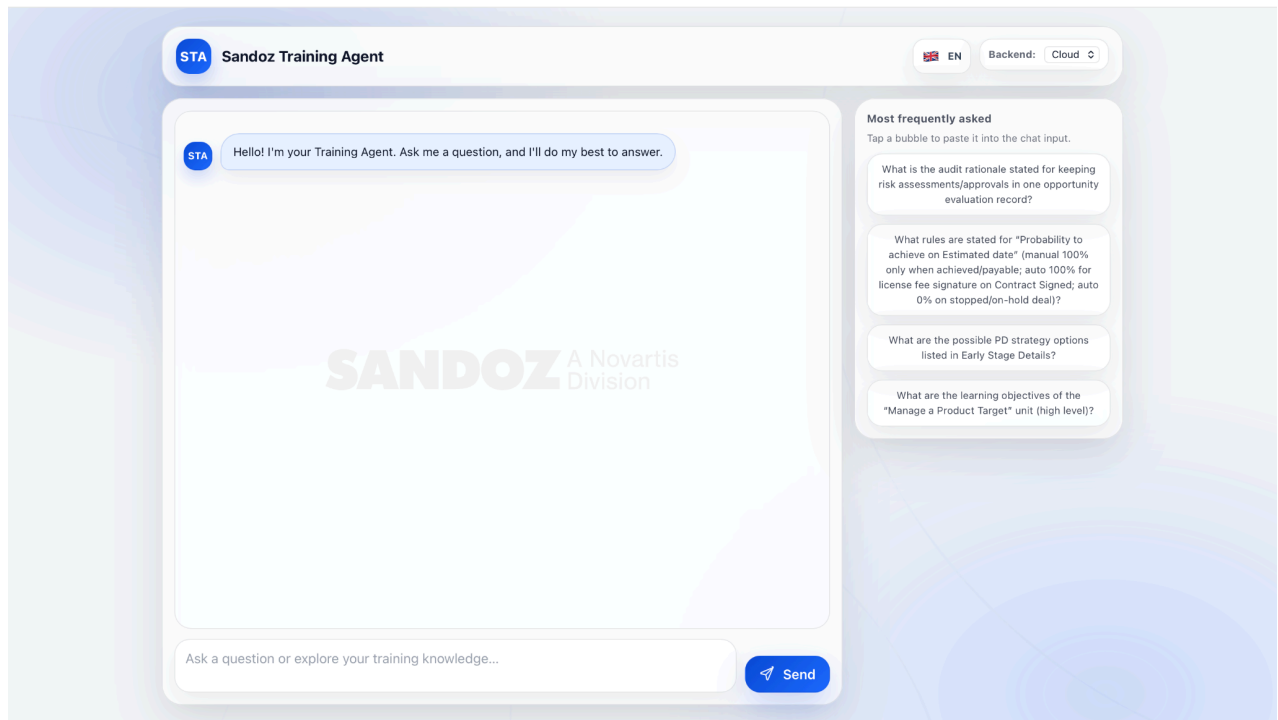 STA
Sandoz Training Agent
EN
Backend:
Cloud
STA
Hello! I'm your Training Agent. Ask me a question, and I'll do my best to answer.
SANDOZ
A Novartis
Division
Ask a question or explore your training knowledge...
Send
Most frequently asked
Tap a bubble to paste it into the chat input.
What is the audit rationale stated for keeping
risk assessments/approvals in one opportunity
evaluation record?
What rules are stated for “Probability to
achieve on Estimated date” (manual 100%
only when achieved/payable; auto 100% for
license fee signature on Contract Signed; auto
0% on stopped/on-hold deal)?
What are the possible PD strategy options
listed in Early Stage Details?
What are the learning objectives of the
“Manage a Product Target” unit (high level)?